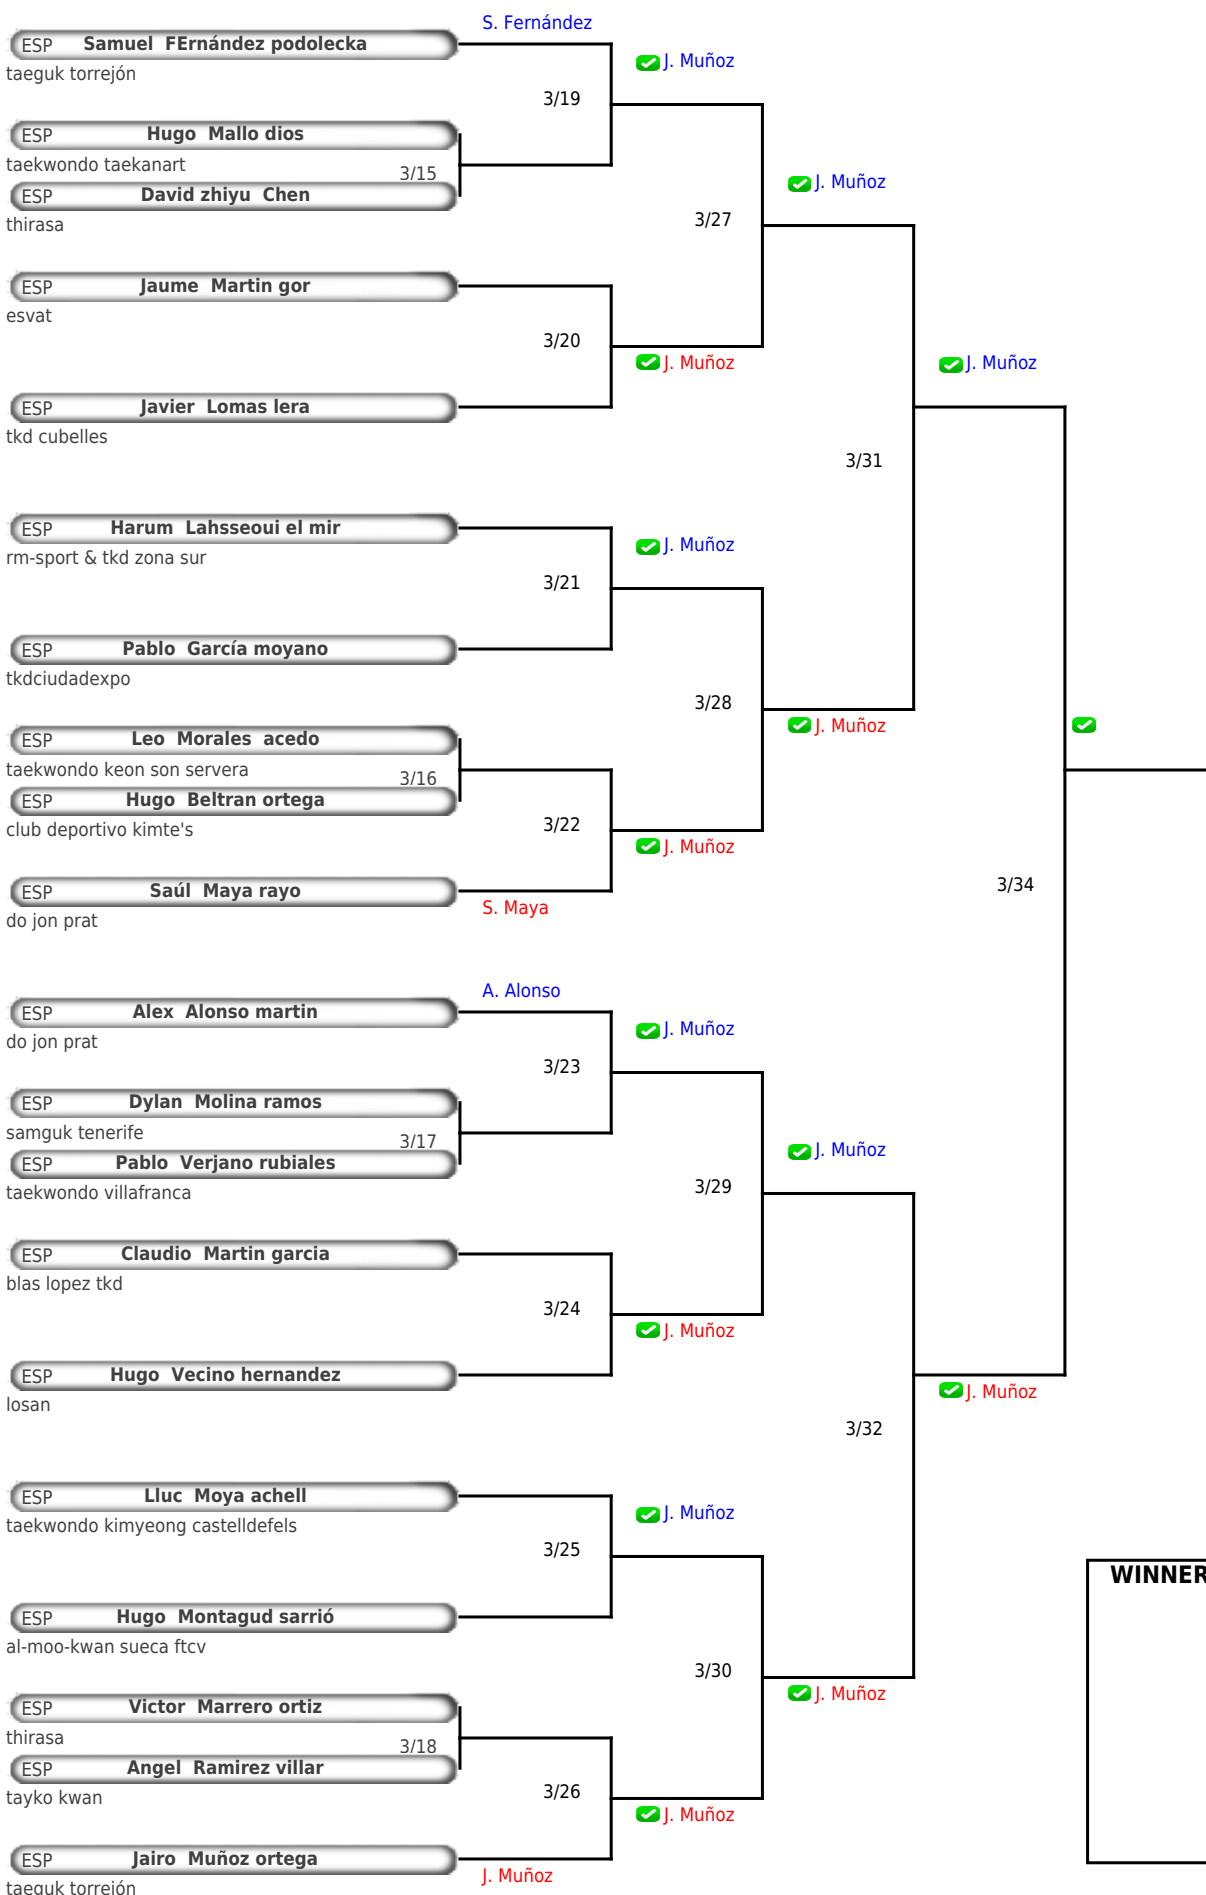 S. Fernández
ESP Samuel FErnández podolecka
J. Muñoz
taeguk torrejón
3/19
ESP Hugo Mallo dios
taekwondo taekanart
3/15
ESP David zhiyu Chen
J. Muñoz
thirasa
3/27
ESP Jaume Martin gor
esvat
3/20
J. Muñoz
J. Muñoz
ESP Javier Lomas lera
tkd cubelles
3/31
ESP Harum Lahsseoui el mir
J. Muñoz
rm-sport & tkd zona sur
3/21
ESP Pablo García moyano
tkdciudadexpo
3/28
J. Muñoz
ESP Leo Morales acedo
taekwondo keon son servera
3/16
ESP Hugo Beltran ortega
club deportivo kimte's
3/22
J. Muñoz
ESP Saúl Maya rayo
3/34
S. Maya
do jon prat
A. Alonso
ESP Alex Alonso martin
J. Muñoz
do jon prat
3/23
ESP Dylan Molina ramos
samguk tenerife
3/17
J. Muñoz
ESP Pablo Verjano rubiales
3/29
taekwondo villafranca
ESP Claudio Martin garcia
blas lopez tkd
3/24
J. Muñoz
ESP Hugo Vecino hernandez
J. Muñoz
losan
3/32
ESP Lluc Moya achell
J. Muñoz
taekwondo kimyeong castelldefels
3/25
WINNER
ESP Hugo Montagud sarrió
al-moo-kwan sueca ftcv
3/30
J. Muñoz
ESP Victor Marrero ortiz
thirasa
3/18
ESP Angel Ramirez villar
tayko kwan
3/26
J. Muñoz
ESP Jairo Muñoz ortega
J. Muñoz
taeguk torrejón